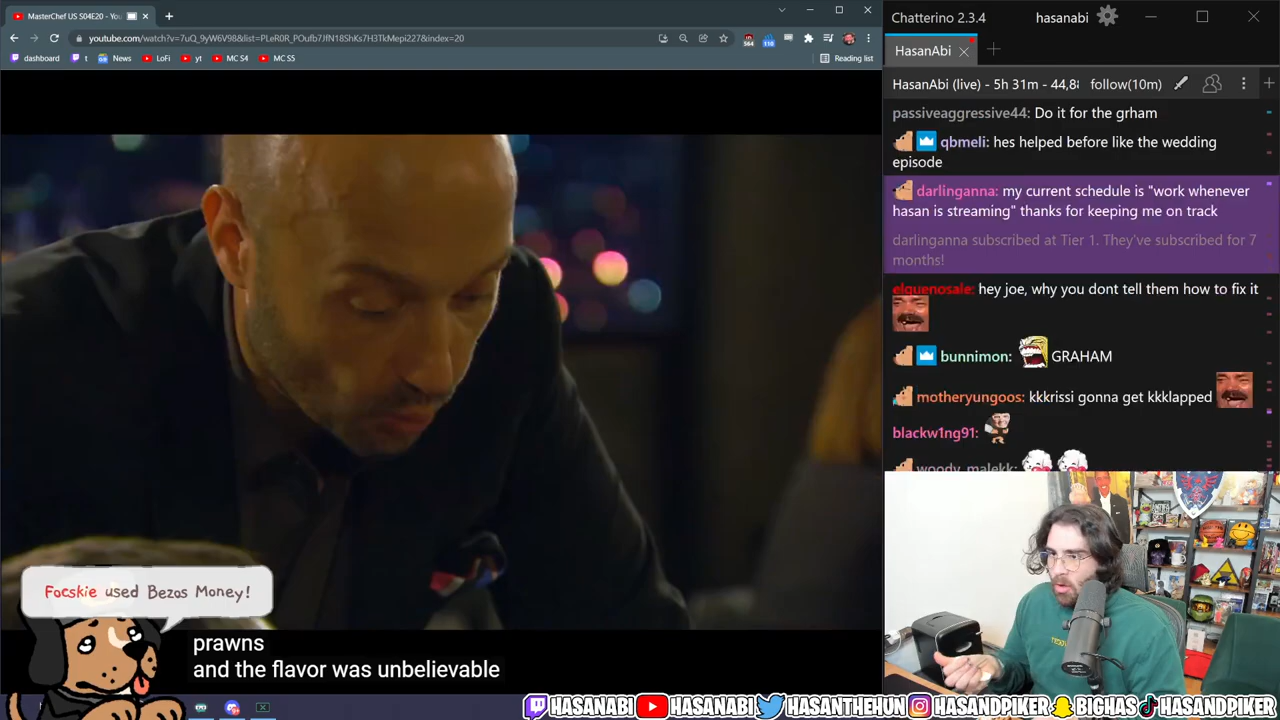 MasterChef US S04E20 - You
youtube.com/watch?v=7uQ_9yW6V98&list=PLeR0R_POufb7JfN18ShKs7H3TkMepi227&index=20
564
110
dashboard
t
News
LoFi
yt
MC S4
MC SS
Reading list
Chatterino 2.3.4
hasanabi
HasanAbi
HasanAbi (live) - 5h 31m - 44,8
follow(10m)
passiveaggressive44: Do it for the grham
qbmeli: hes helped before like the wedding
episode
darlinganna: my current schedule is "work whenever
hasan is streaming" thanks for keeping me on track
darlinganna subscribed at Tier 1. They've subscribed for 7
months!
elquenosale: hey joe, why you dont tell them how to fix it
bunnimon: GRAHAM
motheryungoos: kkkrissi gonna get kkklapped
blackw1ng91:
woody_malekk:
Focskie used Bezos Money!
prawns
and the flavor was unbelievable
HASANABI
HASANABI
HASANTHEHUN
HASANDPIKER
BIGHAS
HASANDPIKER